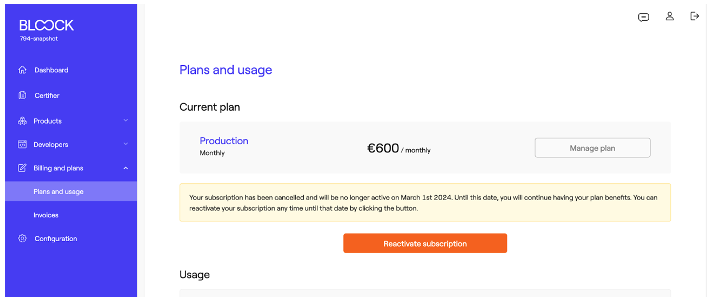 BLOOCK
794-snapshot
Dashboard
Certifier
Products
Developers
Billing and plans
Plans and usage
Invoices
Configuration
Plans and usage
Current plan
Production
Monthly
€600 / monthly
Manage plan
Your subscription has been cancelled and will be no longer active on March 1st 2024. Until this date, you will continue having your plan benefits. You can
reactivate your subscription any time until that date by clicking the button.
Reactivate subscription
Usage